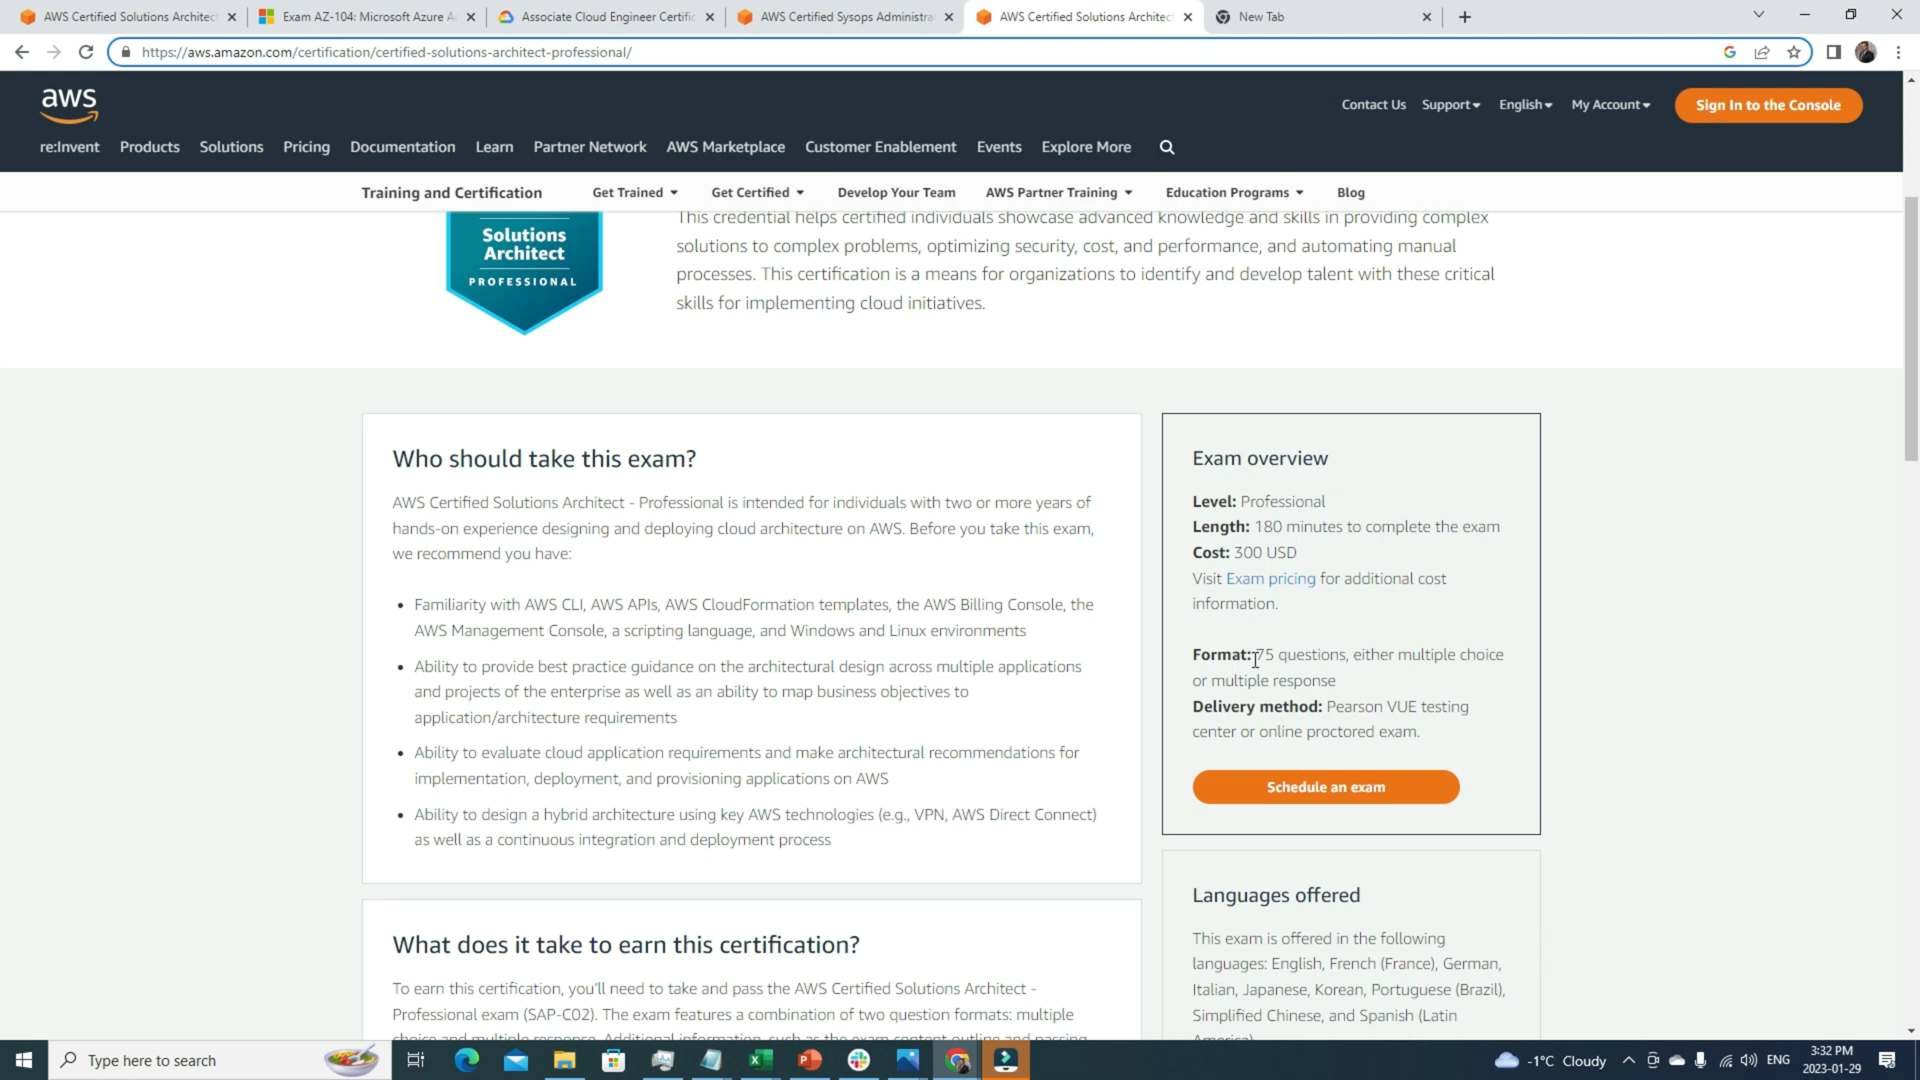 AWS Certified Solutions Architect
Exam AZ-104: Microsoft Azure A
Associate Cloud Engineer Certific
AWS Certified Sysops Administra
AWS Certified Solutions Architect
New Tab
https://aws.amazon.com/certification/certified-solutions-architect-professional/
aws
Contact Us Support English My Account Sign In to the Console
re:Invent Products Solutions Pricing Documentation Learn Partner Network AWS Marketplace Customer Enablement Events Explore More
Training and Certification Get Trained Get Certified Develop Your Team AWS Partner Training Education Programs Blog
Solutions
Architect
PROFESSIONAL
This credential helps certified individuals showcase advanced knowledge and skills in providing complex
solutions to complex problems, optimizing security, cost, and performance, and automating manual
processes. This certification is a means for organizations to identify and develop talent with these critical
skills for implementing cloud initiatives.
Who should take this exam?
AWS Certified Solutions Architect - Professional is intended for individuals with two or more years of
hands-on experience designing and deploying cloud architecture on AWS. Before you take this exam,
we recommend you have:
• Familiarity with AWS CLI, AWS APIs, AWS CloudFormation templates, the AWS Billing Console, the
AWS Management Console, a scripting language, and Windows and Linux environments
• Ability to provide best practice guidance on the architectural design across multiple applications
and projects of the enterprise as well as an ability to map business objectives to
application/architecture requirements
• Ability to evaluate cloud application requirements and make architectural recommendations for
implementation, deployment, and provisioning applications on AWS
• Ability to design a hybrid architecture using key AWS technologies (e.g., VPN, AWS Direct Connect)
as well as a continuous integration and deployment process
What does it take to earn this certification?
To earn this certification, you'll need to take and pass the AWS Certified Solutions Architect -
Professional exam (SAP-C02). The exam features a combination of two question formats: multiple
choice and multiple response. Additional information, such as the exam content outline and passing
Exam overview
Level: Professional
Length: 180 minutes to complete the exam
Cost: 300 USD
Visit Exam pricing for additional cost
information.
Format: 75 questions, either multiple choice
or multiple response
Delivery method: Pearson VUE testing
center or online proctored exam.
Schedule an exam
Languages offered
This exam is offered in the following
languages: English, French (France), German,
Italian, Japanese, Korean, Portuguese (Brazil),
Simplified Chinese, and Spanish (Latin
America)
Type here to search
-1°C Cloudy
ENG
3:32 PM
2023-01-29